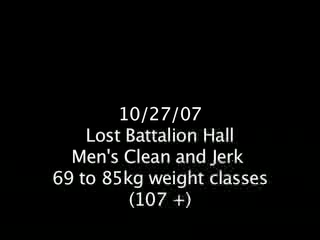 10/27/07
Lost Battalion Hall
Men's Clean and Jerk
69 to 85kg weight classes
(107 +)